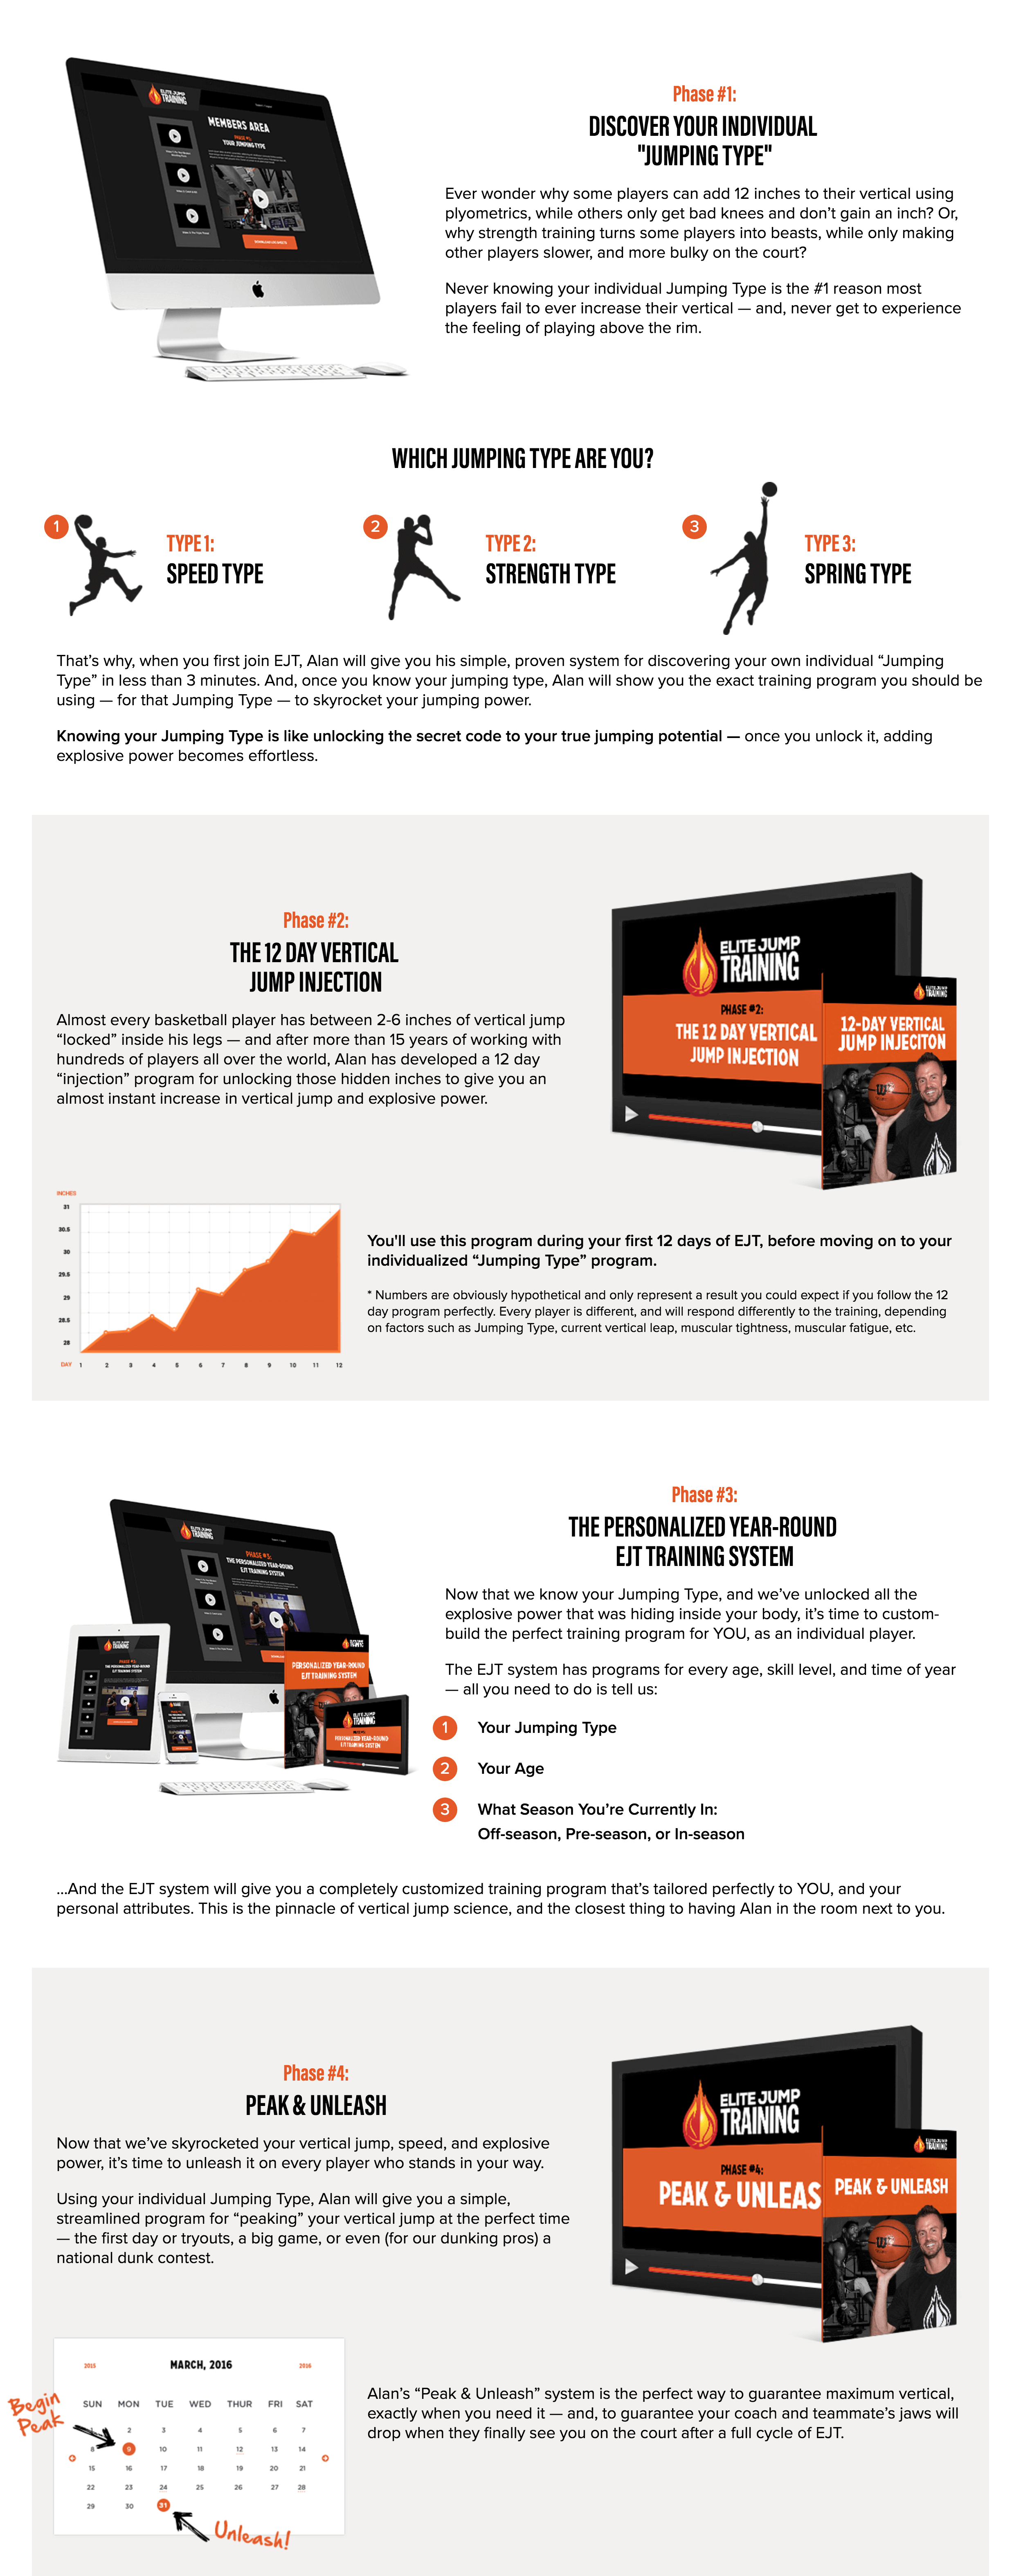 ELITE JUMP
TRAINING
MEMBERS AREA
PHASE #1:
YOUR JUMPING TYPE
Phase #1:
DISCOVER YOUR INDIVIDUAL
"JUMPING TYPE"
Ever wonder why some players can add 12 inches to their vertical using
plyometrics, while others only get bad knees and don’t gain an inch? Or,
why strength training turns some players into beasts, while only making
other players slower, and more bulky on the court?
Never knowing your individual Jumping Type is the #1 reason most
players fail to ever increase their vertical — and, never get to experience
the feeling of playing above the rim.
WHICH JUMPING TYPE ARE YOU?
1
TYPE 1:
SPEED TYPE
2
TYPE 2:
STRENGTH TYPE
3
TYPE 3:
SPRING TYPE
That’s why, when you first join EJT, Alan will give you his simple, proven system for discovering your own individual “Jumping
Type” in less than 3 minutes. And, once you know your jumping type, Alan will show you the exact training program you should be
using — for that Jumping Type — to skyrocket your jumping power.
Knowing your Jumping Type is like unlocking the secret code to your true jumping potential — once you unlock it, adding
explosive power becomes effortless.
Phase #2:
THE 12 DAY VERTICAL
JUMP INJECTION
Almost every basketball player has between 2-6 inches of vertical jump
“locked” inside his legs — and after more than 15 years of working with
hundreds of players all over the world, Alan has developed a 12 day
“injection” program for unlocking those hidden inches to give you an
almost instant increase in vertical jump and explosive power.
ELITE JUMP
TRAINING
PHASE #2:
THE 12 DAY VERTICAL
JUMP INJECTION
ELITE JUMP
TRAINING
12-DAY VERTICAL
JUMP INJECITON
INCHES
31
30.5
30
29.5
29
28.5
28
DAY 1 2 3 4 5 6 7 8 9 10 11 12
You'll use this program during your first 12 days of EJT, before moving on to your
individualized “Jumping Type” program.
* Numbers are obviously hypothetical and only represent a result you could expect if you follow the 12
day program perfectly. Every player is different, and will respond differently to the training, depending
on factors such as Jumping Type, current vertical leap, muscular tightness, muscular fatigue, etc.
ELITE JUMP
TRAINING
PHASE #3:
THE PERSONALIZED YEAR-ROUND
EJT TRAINING SYSTEM
PERSONALIZED YEAR-ROUND
EJT TRAINING SYSTEM
Phase #3:
THE PERSONALIZED YEAR-ROUND
EJT TRAINING SYSTEM
Now that we know your Jumping Type, and we’ve unlocked all the
explosive power that was hiding inside your body, it’s time to custom-
build the perfect training program for YOU, as an individual player.
The EJT system has programs for every age, skill level, and time of year
— all you need to do is tell us:
1 Your Jumping Type
2 Your Age
3 What Season You’re Currently In:
Off-season, Pre-season, or In-season
...And the EJT system will give you a completely customized training program that’s tailored perfectly to YOU, and your
personal attributes. This is the pinnacle of vertical jump science, and the closest thing to having Alan in the room next to you.
Phase #4:
PEAK & UNLEASH
Now that we’ve skyrocketed your vertical jump, speed, and explosive
power, it’s time to unleash it on every player who stands in your way.
Using your individual Jumping Type, Alan will give you a simple,
streamlined program for “peaking” your vertical jump at the perfect time
— the first day or tryouts, a big game, or even (for our dunking pros) a
national dunk contest.
ELITE JUMP
TRAINING
PHASE #4:
PEAK & UNLEAS
ELITE JUMP
TRAINING
PEAK & UNLEASH
2015 MARCH, 2016 2016
SUN MON TUE WED THUR FRI SAT
Begin
Peak
1 2 3 4 5 6 7
8 9 10 11 12 13 14
15 16 17 18 19 20 21
22 23 24 25 26 27 28
29 30 31
Unleash!
Alan’s “Peak & Unleash” system is the perfect way to guarantee maximum vertical,
exactly when you need it — and, to guarantee your coach and teammate’s jaws will
drop when they finally see you on the court after a full cycle of EJT.